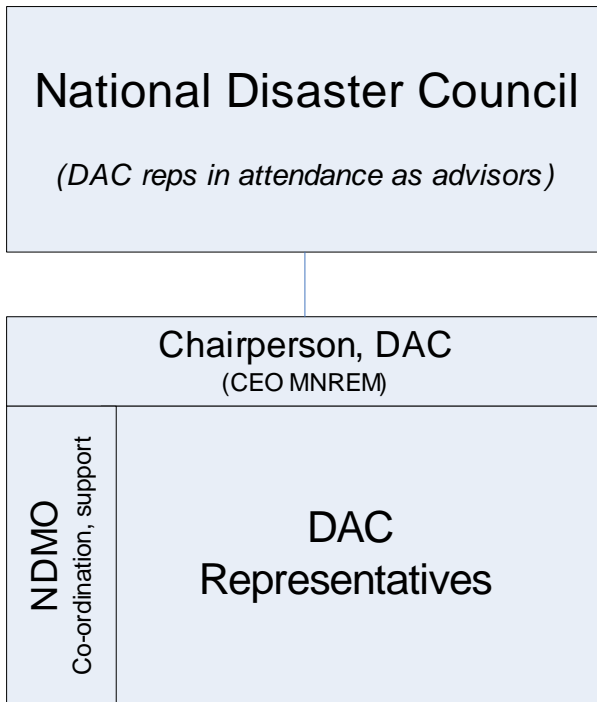 National Disaster Council
(DAC reps in attendance as advisors)
Chairperson, DAC
(CEO MNREM)
NDMO
Co-ordination, support
DAC
Representatives